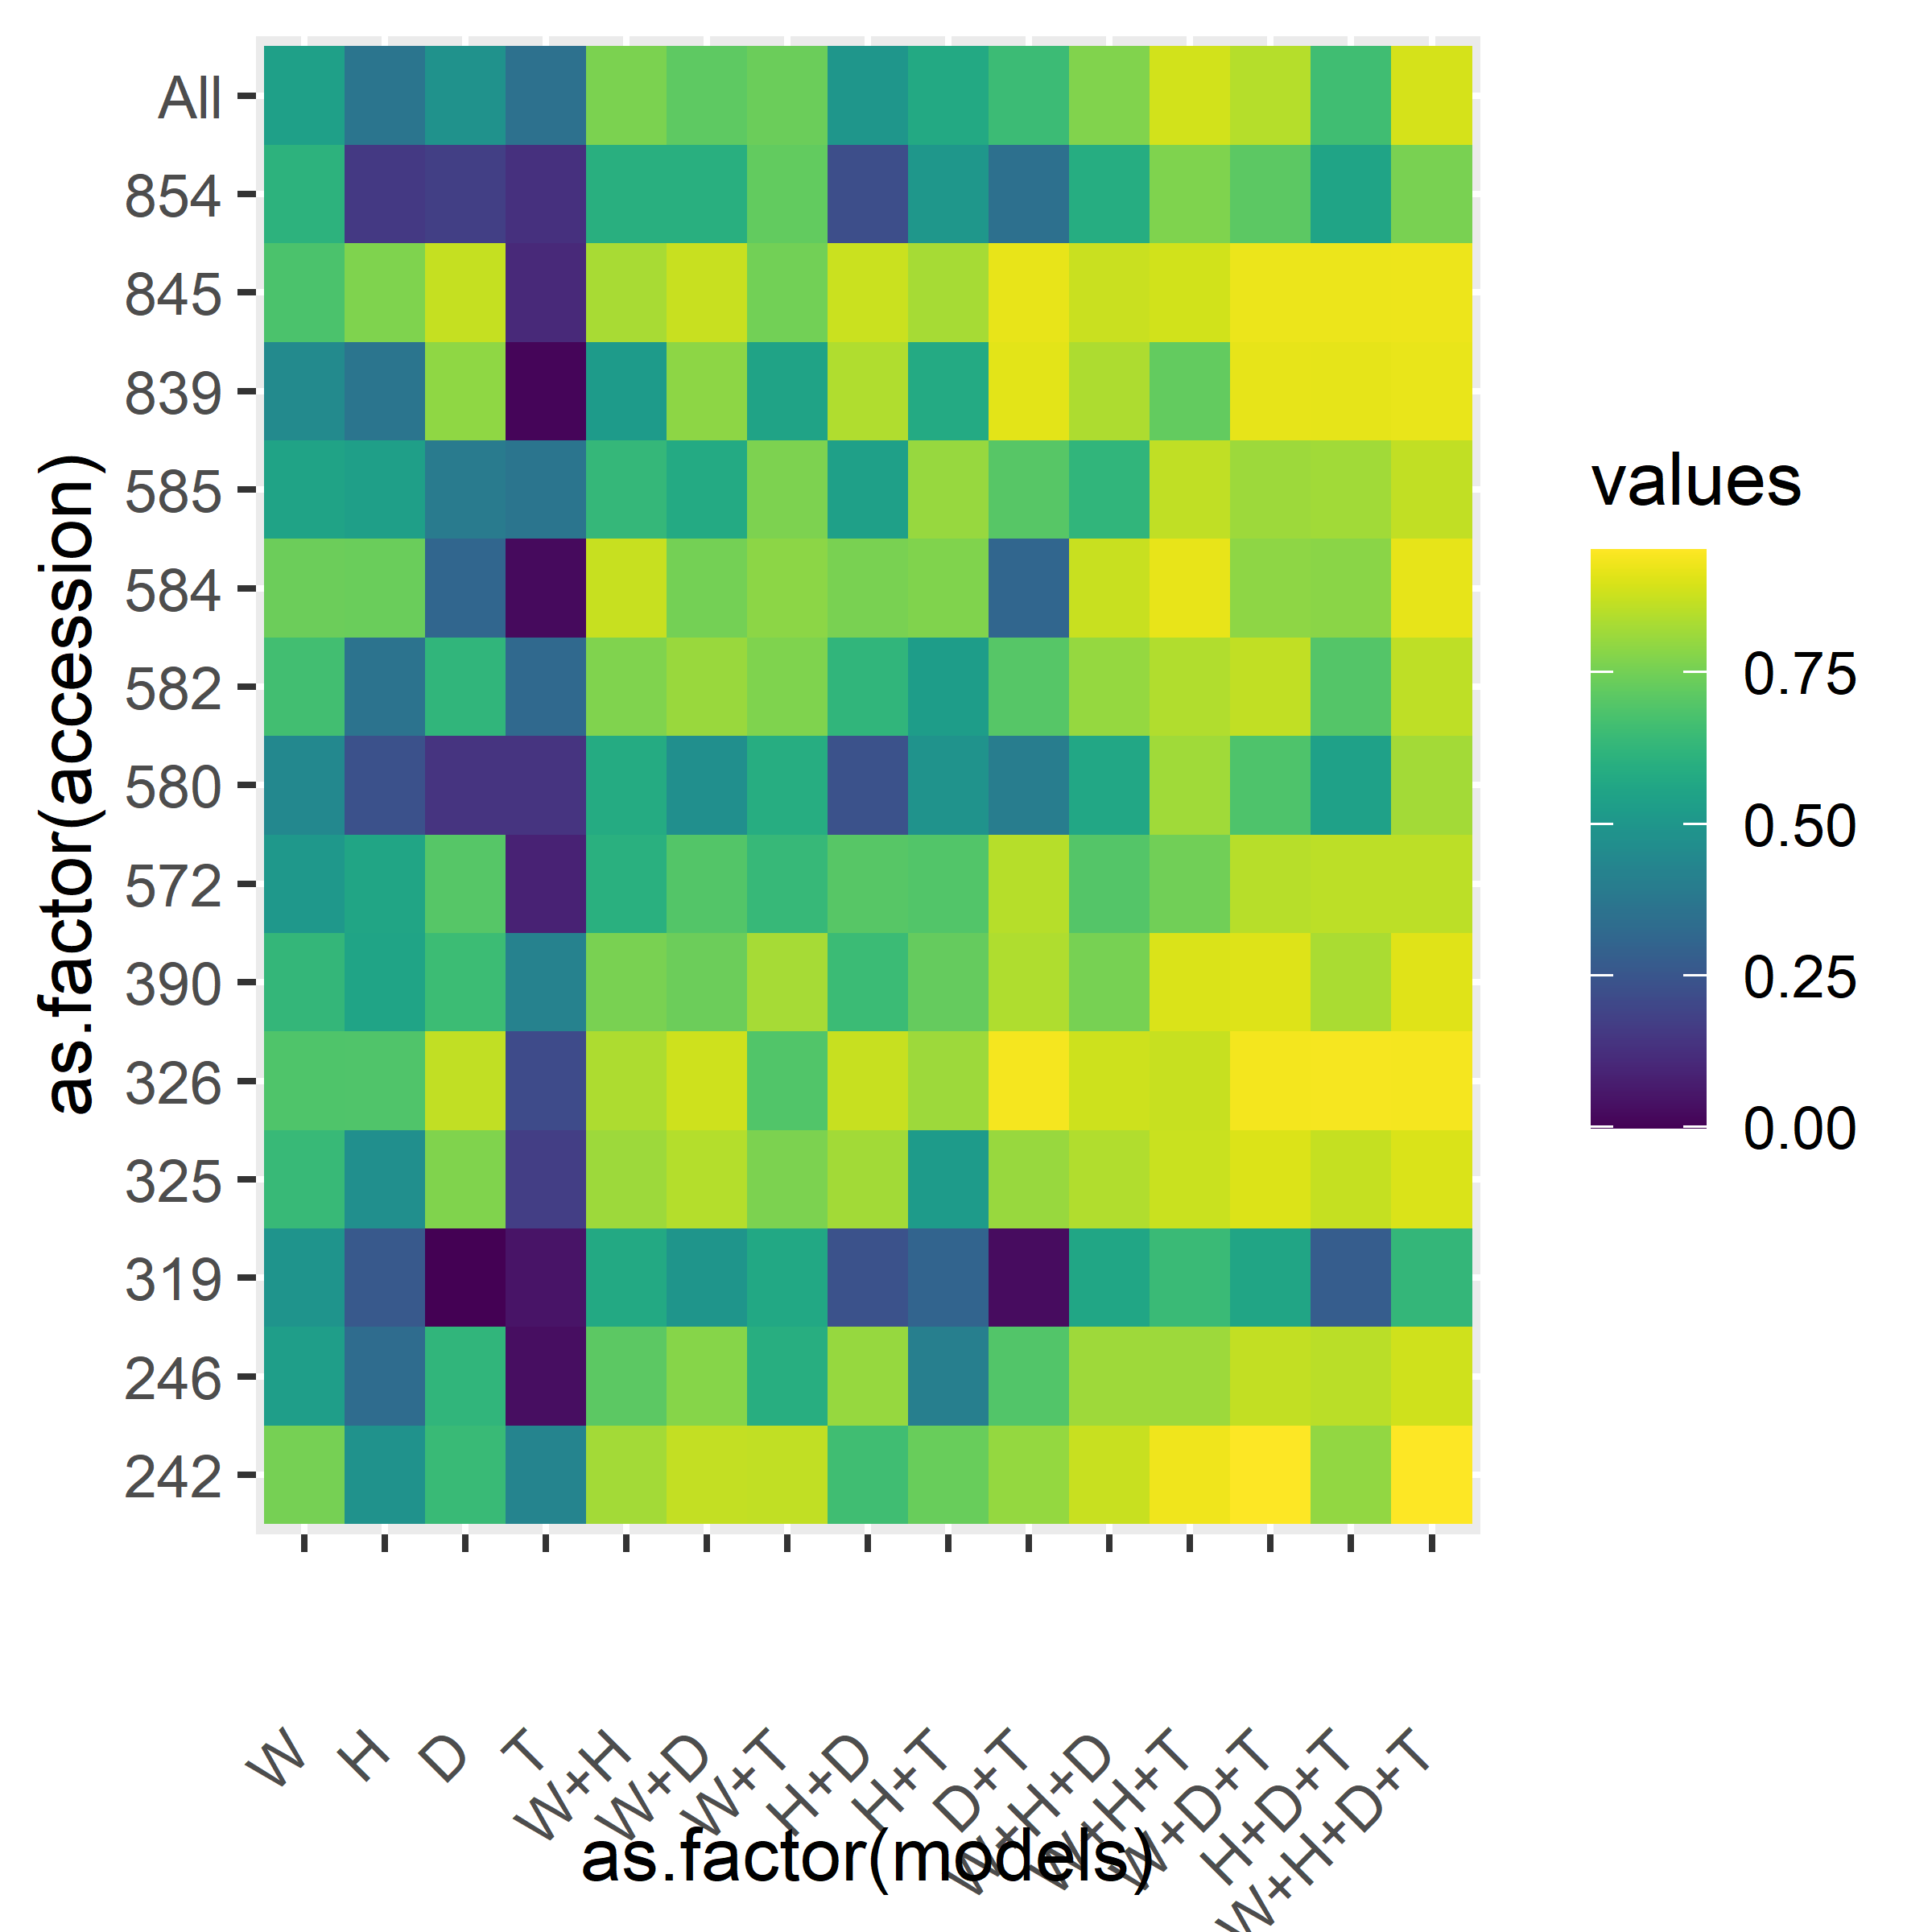 All
854
845
839
585
584
582
580
572
390
326
325
319
246
242
as.factor(accession)
W
H
D
T
W+H
W+D
W+T
H+D
H+T
D+T
W+H+D
W+H+T
W+D+T
H+D+T
W+H+D+T
as.factor(models)
values
0.75
0.50
0.25
0.00